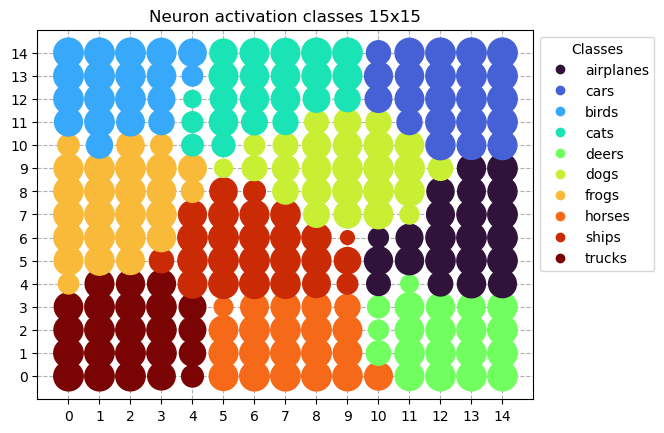 Neuron activation classes 15x15
14
13
12
11
10
9
8
7
6
5
4
3
2
1
0
0 1 2 3 4 5 6 7 8 9 10 11 12 13 14
Classes
airplanes
cars
birds
cats
deers
dogs
frogs
horses
ships
trucks